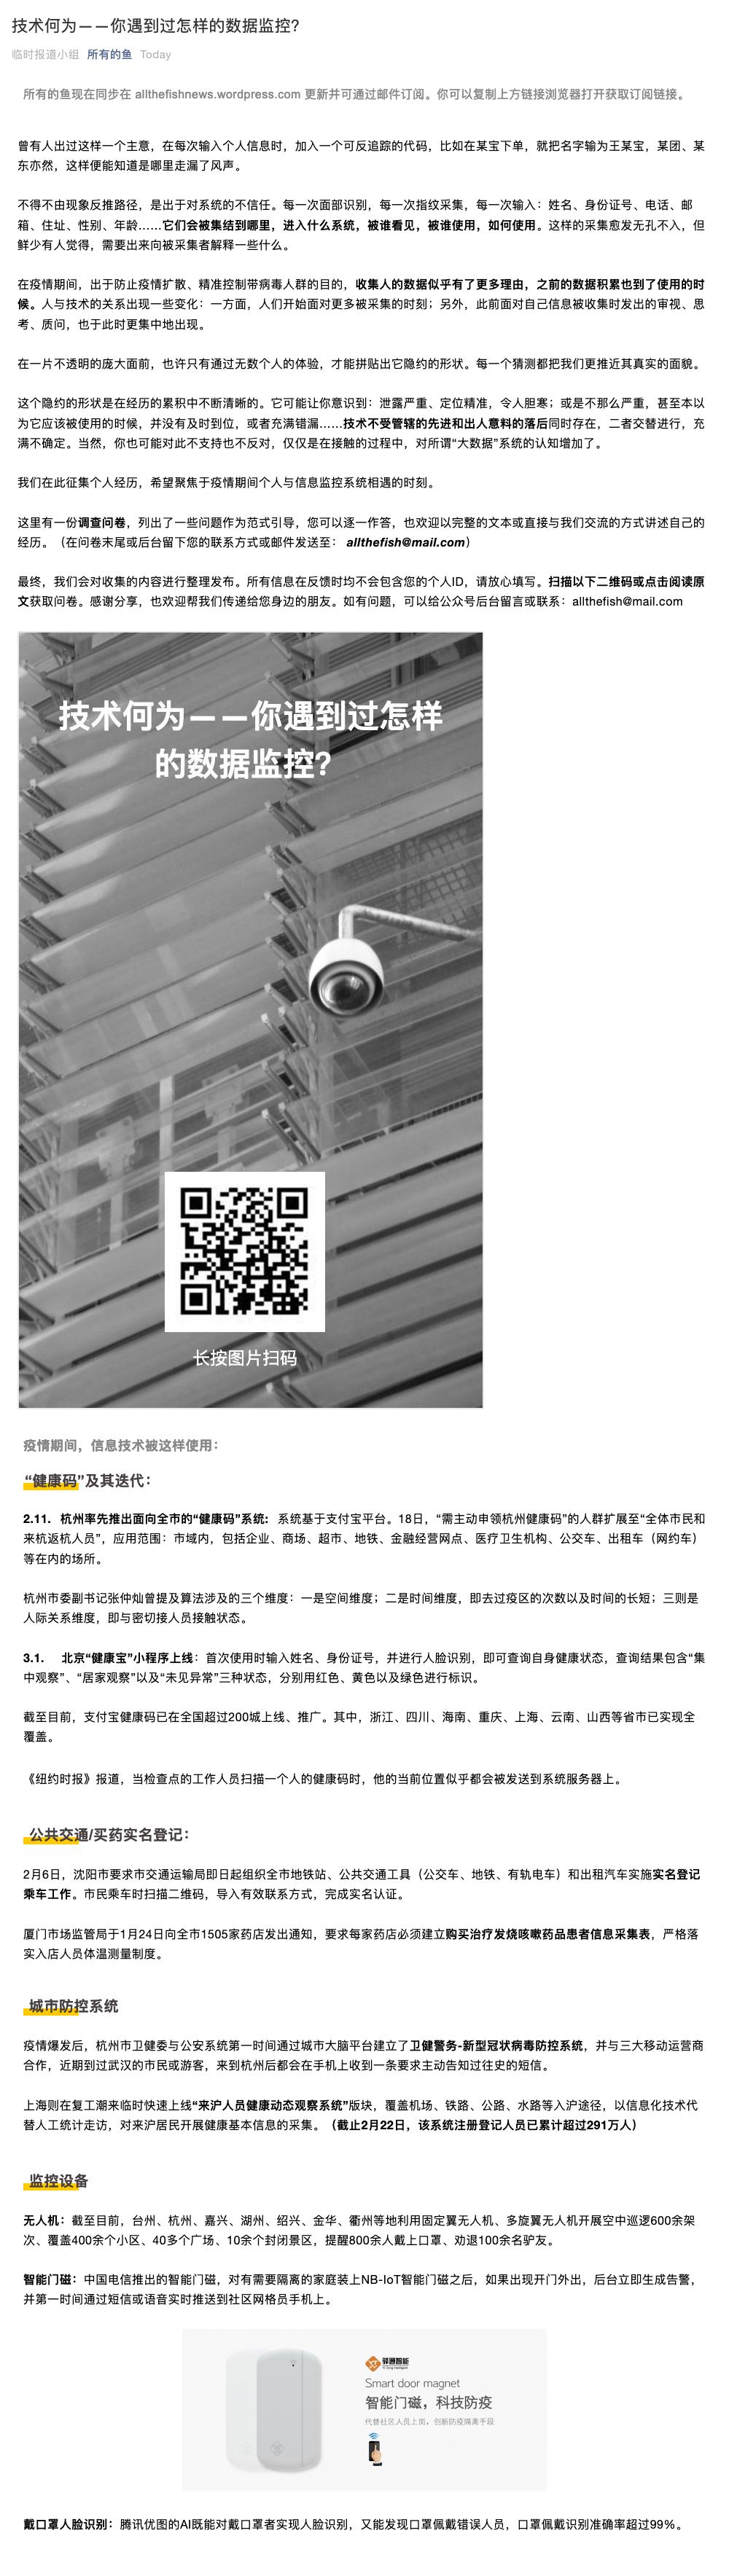 技术何为——你遇到过怎样的数据监控?
临时报道小组 所有的鱼 Today
所有的鱼现在同步在 allthefishnews.wordpress.com 更新并可通过邮件订阅。你可以复制上方链接浏览器打开获取订阅链接。
曾有人出过这样一个主意，在每次输入个人信息时，加入一个可反追踪的代码，比如在某宝下单，就把名字输为王某宝，某团、某
东亦然，这样便能知道是哪里走漏了风声。
不得不由现象反推路径，是出于对系统的不信任。每一次面部识别，每一次指纹采集，每一次输入：姓名、身份证号、电话、邮
箱、住址、性别、年龄……它们会被集结到哪里，进入什么系统，被谁看见，被谁使用，如何使用。这样的采集愈发无孔不入，但
鲜少有人觉得，需要出来向被采集者解释一些什么。
在疫情期间，出于防止疫情扩散、精准控制带病毒人群的目的，收集人的数据似乎有了更多理由，之前的数据积累也到了使用的时
候。人与技术的关系出现一些变化：一方面，人们开始面对更多被采集的时刻；另外，此前面对自己信息被收集时发出的审视、思
考、质问，也于此时更集中地出现。
在一片不透明的庞大面前，也许只有通过无数个人的体验，才能拼贴出它隐约的形状。每一个猜测都把我们更推近其真实的面貌。
这个隐约的形状是在经历的累积中不断清晰的。它可能让你意识到：泄露严重、定位精准，令人胆寒；或是不那么严重，甚至本以
为它应该被使用的时候，并没有及时到位，或者充满错漏……技术不受管辖的先进和出人意料的落后同时存在，二者交替进行，充
满不确定。当然，你也可能对此不支持也不反对，仅仅是在接触的过程中，对所谓“大数据”系统的认知增加了。
我们在此征集个人经历，希望聚焦于疫情期间个人与信息监控系统相遇的时刻。
这里有一份调查问卷，列出了一些问题作为范式引导，您可以逐一作答，也欢迎以完整的文本或直接与我们交流的方式讲述自己的
经历。（在问卷末尾或后台留下您的联系方式或邮件发送至： allthefish@mail.com）
最终，我们会对收集的内容进行整理发布。所有信息在反馈时均不会包含您的个人ID，请放心填写。扫描以下二维码或点击阅读原
文获取问卷。感谢分享，也欢迎帮我们传递给您身边的朋友。如有问题，可以给公众号后台留言或联系：allthefish@mail.com
技术何为——你遇到过怎样
的数据监控?
长按图片扫码
疫情期间，信息技术被这样使用：
“健康码”及其迭代：
2.11. 杭州率先推出面向全市的“健康码”系统：系统基于支付宝平台。18日，“需主动申领杭州健康码”的人群扩展至“全体市民和
来杭返杭人员”，应用范围：市域内，包括企业、商场、超市、地铁、金融经营网点、医疗卫生机构、公交车、出租车（网约车）
等在内的场所。
杭州市委副书记张仲灿曾提及算法涉及的三个维度：一是空间维度；二是时间维度，即去过疫区的次数以及时间的长短；三则是
人际关系维度，即与密切接人员接触状态。
3.1. 北京“健康宝”小程序上线：首次使用时输入姓名、身份证号，并进行人脸识别，即可查询自身健康状态，查询结果包含“集
中观察”、“居家观察”以及“未见异常”三种状态，分别用红色、黄色以及绿色进行标识。
截至目前，支付宝健康码已在全国超过200城上线、推广。其中，浙江、四川、海南、重庆、上海、云南、山西等省市已实现全
覆盖。
《纽约时报》报道，当检查点的工作人员扫描一个人的健康码时，他的当前位置似乎都会被发送到系统服务器上。
公共交通/买药实名登记：
2月6日，沈阳市要求市交通运输局即日起组织全市地铁站、公共交通工具（公交车、地铁、有轨电车）和出租汽车实施实名登记
乘车工作。市民乘车时扫描二维码，导入有效联系方式，完成实名认证。
厦门市场监管局于1月24日向全市1505家药店发出通知，要求每家药店必须建立购买治疗发烧咳嗽药品患者信息采集表，严格落
实入店人员体温测量制度。
城市防控系统
疫情爆发后，杭州市卫健委与公安系统第一时间通过城市大脑平台建立了卫健警务-新型冠状病毒防控系统，并与三大移动运营商
合作，近期到过武汉的市民或游客，来到杭州后都会在手机上收到一条要求主动告知过往史的短信。
上海则在复工潮来临时快速上线“来沪人员健康动态观察系统”版块，覆盖机场、铁路、公路、水路等入沪途径，以信息化技术代
替人工统计走访，对来沪居民开展健康基本信息的采集。（截止2月22日，该系统注册登记人员已累计超过291万人）
监控设备
无人机：截至目前，台州、杭州、嘉兴、湖州、绍兴、金华、衢州等地利用固定翼无人机、多旋翼无人机开展空中巡逻600余架
次、覆盖400余个小区、40多个广场、10余个封闭景区，提醒800余人戴上口罩、劝退100余名驴友。
智能门磁：中国电信推出的智能门磁，对有需要隔离的家庭装上NB-IoT智能门磁之后，如果出现开门外出，后台立即生成告警，
并第一时间通过短信或语音实时推送到社区网格员手机上。
驿通智能
Smart door magnet
智能门磁，科技防疫
代替社区人员上岗，创新防疫隔离手段
戴口罩人脸识别：腾讯优图的AI既能对戴口罩者实现人脸识别，又能发现口罩佩戴错误人员，口罩佩戴识别准确率超过99%。